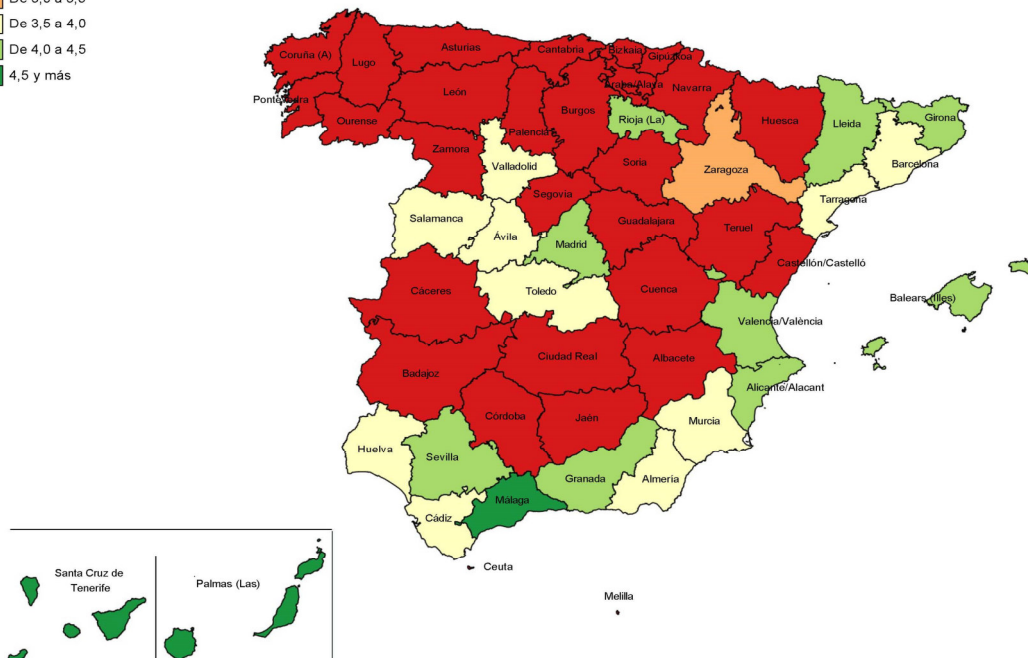 De 3,5 a 4,0
De 4,0 a 4,5
4,5 y más
Coruña (A)
Lugo
Asturias
Cantabria
Bizkaia
Gipuzkoa
Araba/Álava
Navarra
Pontevedra
Ourense
León
Palencia
Burgos
Rioja (La)
Huesca
Lleida
Girona
Barcelona
Zamora
Valladolid
Soria
Zaragoza
Tarragona
Segovia
Salamanca
Ávila
Madrid
Guadalajara
Teruel
Castellón/Castelló
Cáceres
Toledo
Cuenca
Balears (Illes)
Valencia/València
Badajoz
Ciudad Real
Albacete
Alicante/Alacant
Córdoba
Jaén
Murcia
Huelva
Sevilla
Granada
Almería
Málaga
Cádiz
Ceuta
Melilla
Santa Cruz de
Tenerife
Palmas (Las)